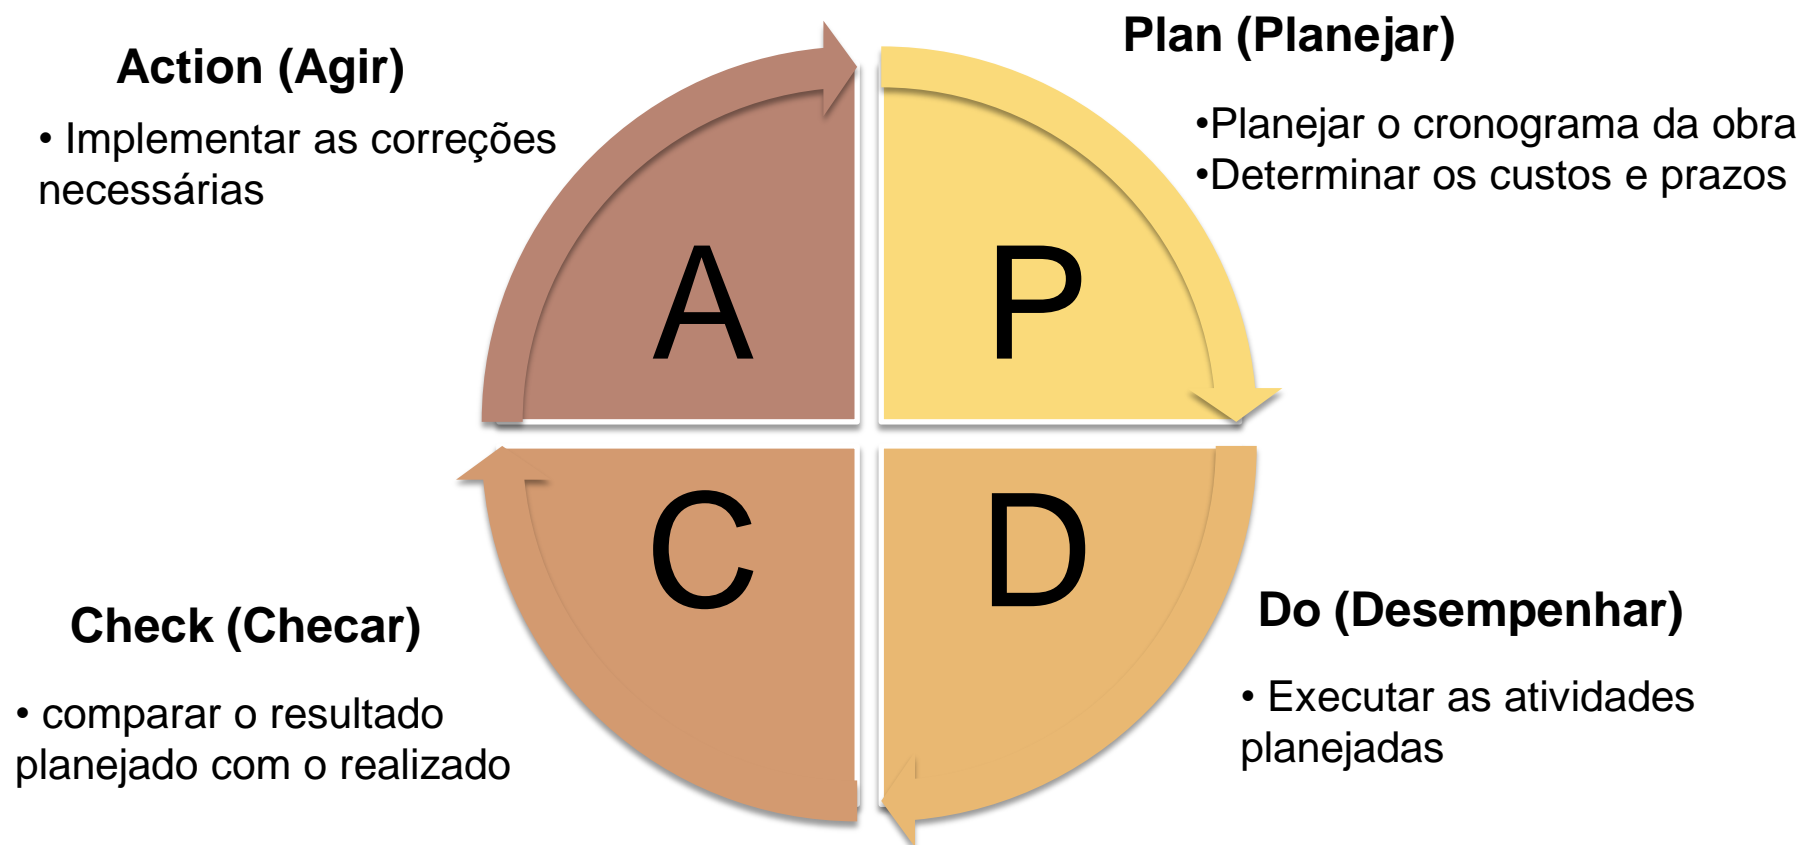 Action (Agir)
• Implementar as correções
necessárias
Plan (Planejar)
•Planejar o cronograma da obra
•Determinar os custos e prazos
A
P
C
D
Check (Checar)
• comparar o resultado
planejado com o realizado
Do (Desempenhar)
• Executar as atividades
planejadas